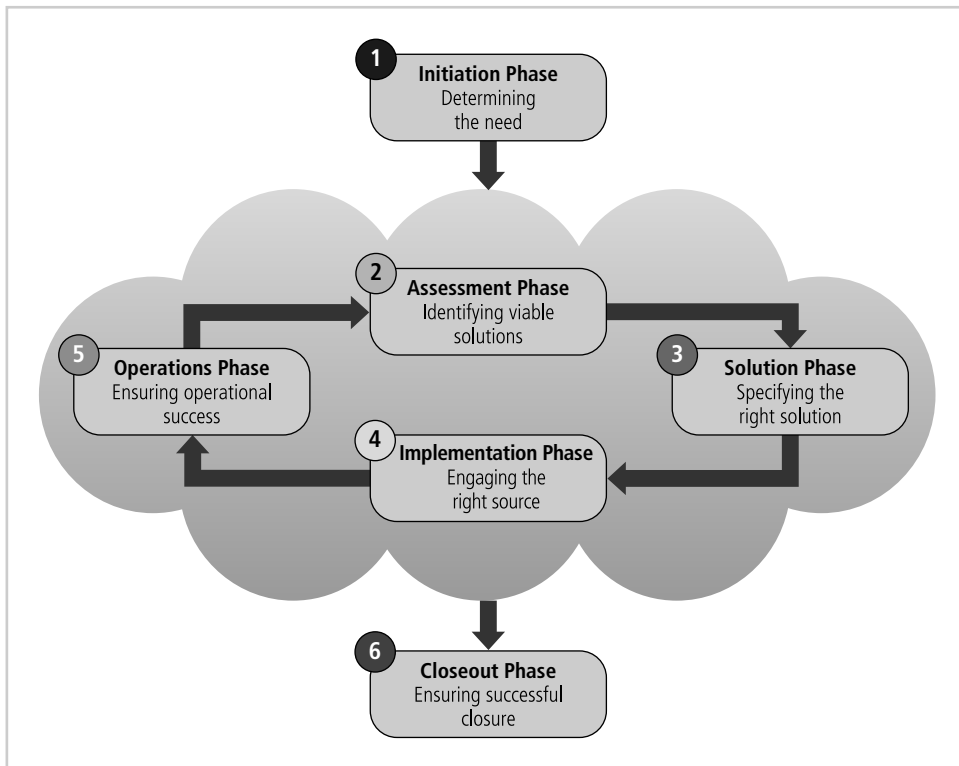 1
Initiation Phase
Determining
the need
2
Assessment Phase
Identifying viable
solutions
3
Solution Phase
Specifying the
right solution
4
Implementation Phase
Engaging the
right source
5
Operations Phase
Ensuring operational
success
6
Closeout Phase
Ensuring successful
closure